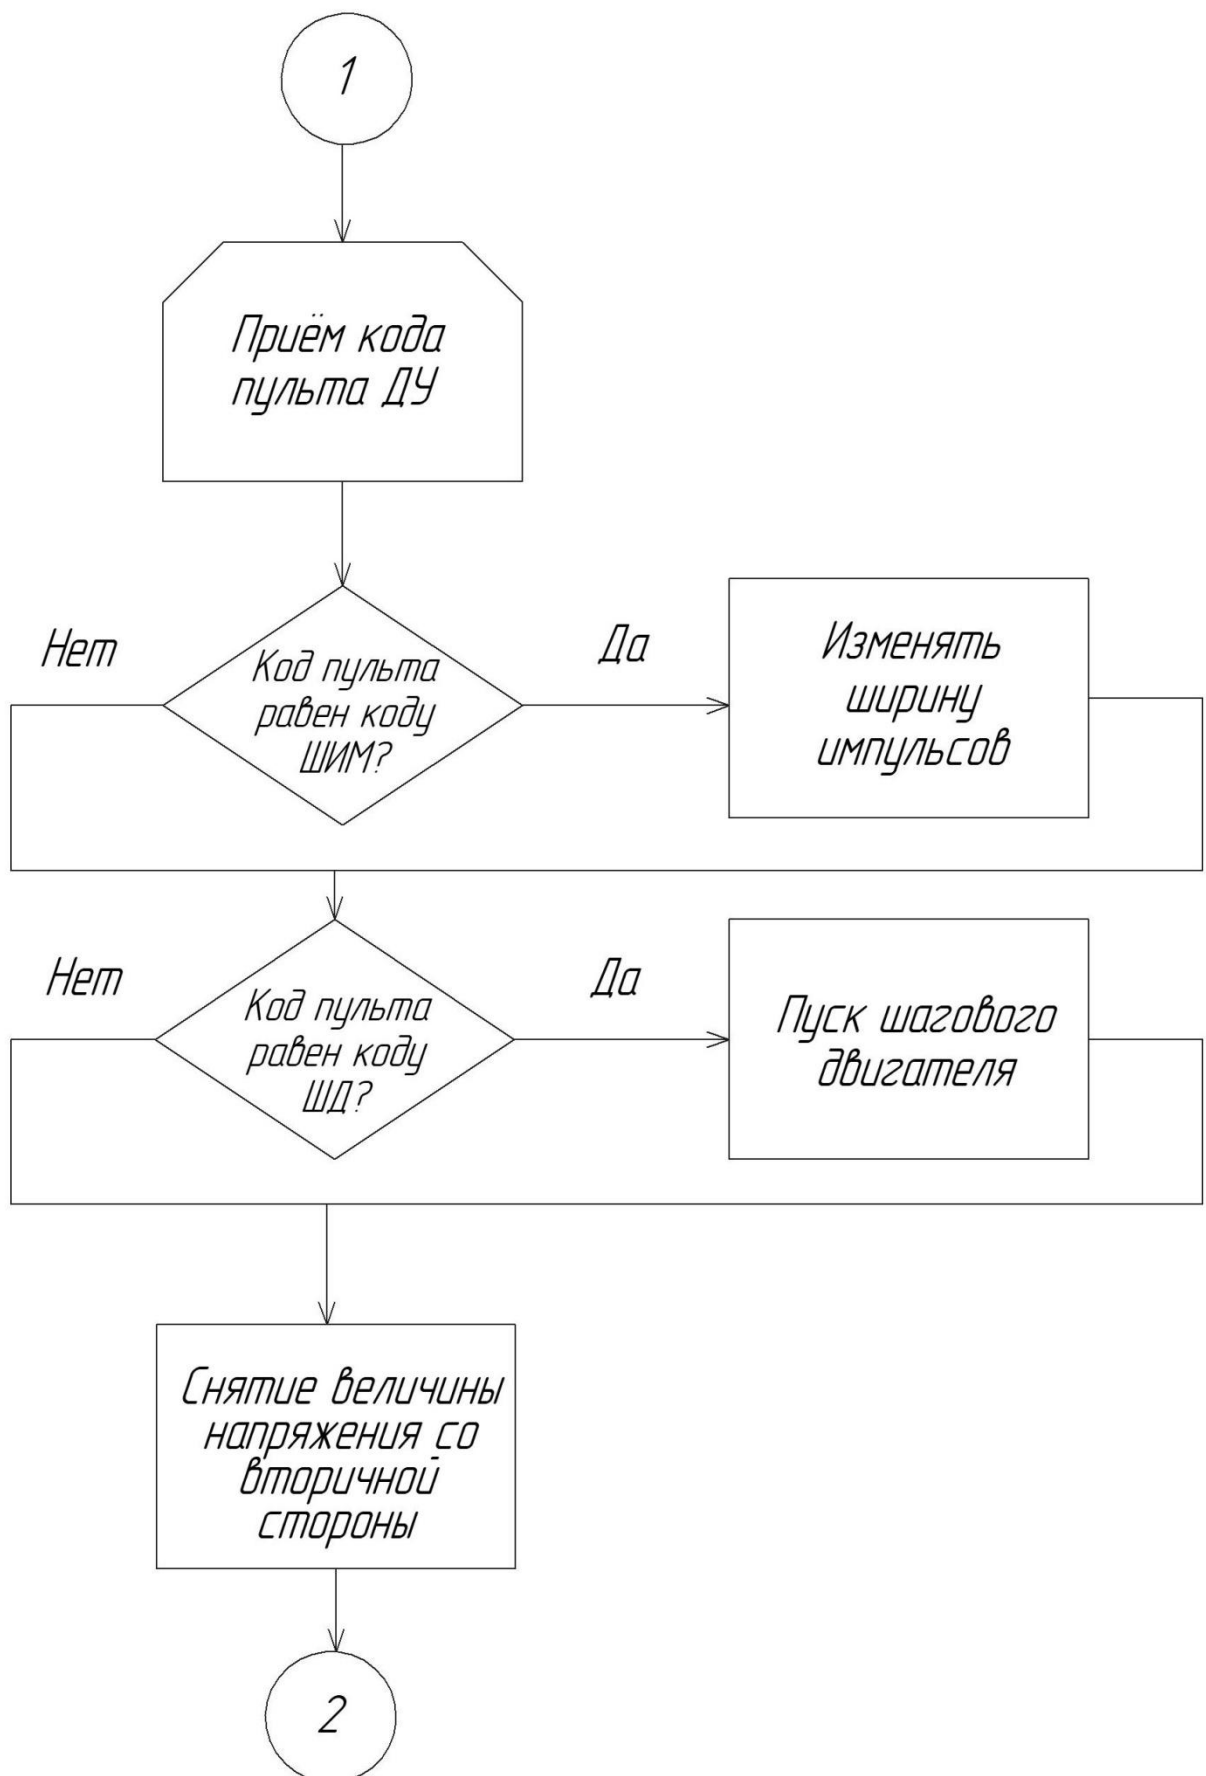 1
Приём кода
пульта ДУ
Нет
Код пульта
равен коду
ШИМ?
Да
Изменять
ширину
импульсов
Нет
Код пульта
равен коду
ШД?
Да
Пуск шагового
двигателя
Снятие величины
напряжения со
вторичной
стороны
2